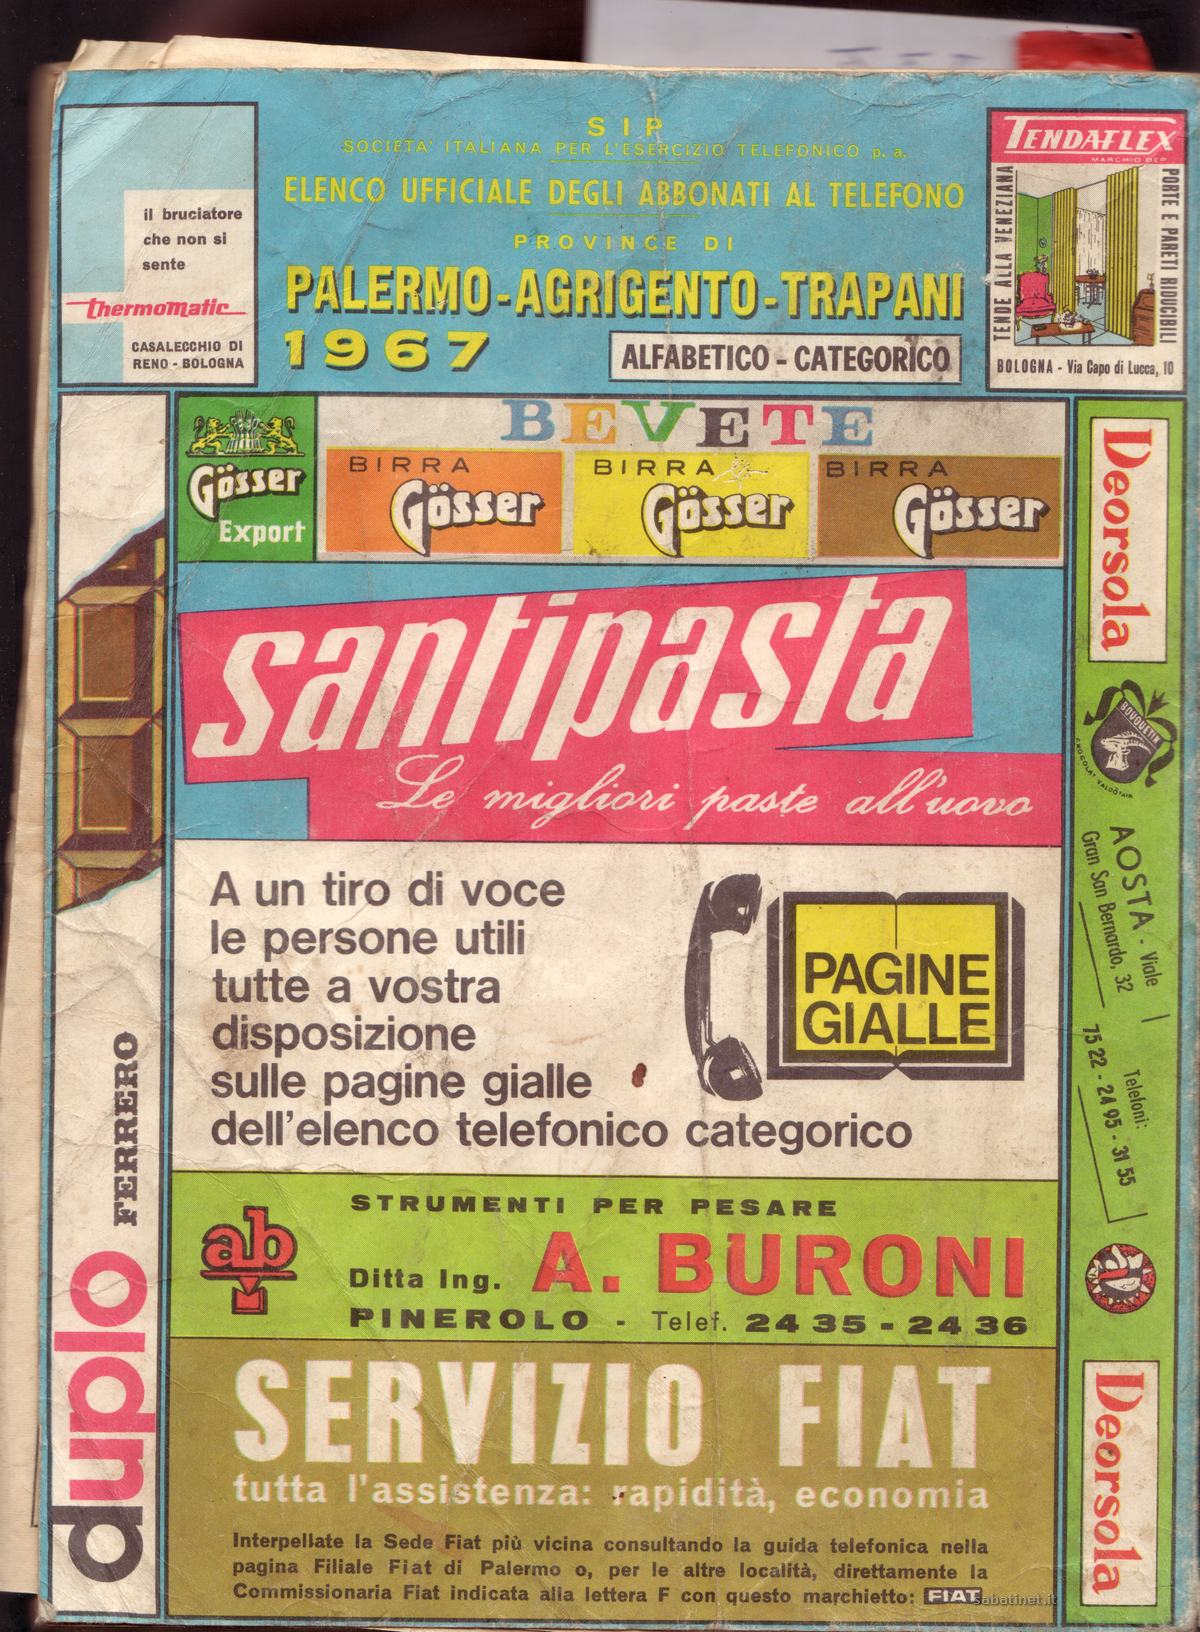 SIP
SOCIETA' ITALIANA PER L'ESERCIZIO TELEFONICO p. a.
ELENCO UFFICIALE DEGLI ABBONATI AL TELEFONO
PROVINCE DI
PALERMO-AGRIGENTO-TRAPANI
1967
ALFABETICO - CATEGORICO
il bruciatore
che non si
sente
thermomatic
CASALECCHIO DI
RENO - BOLOGNA
TENDAFLEX
MARCHIO DEP.
TENDE ALLA VENEZIANA
PORTE E PARETI RIDUCIBILI
BOLOGNA - Via Capo di Lucca, 10
Gösser
Export
BEVETE
BIRRA
Gösser
BIRRA
Gösser
BIRRA
Gösser
santipasta
Le migliori paste all'uovo
A un tiro di voce
le persone utili
tutte a vostra
disposizione
sulle pagine gialle
dell'elenco telefonico categorico
PAGINE
GIALLE
STRUMENTI PER PESARE
ab
Ditta Ing. A. BURONI
PINEROLO - Telef. 24 35 - 24 36
SERVIZIO FIAT
tutta l'assistenza: rapidità, economia
Interpellate la Sede Fiat più vicina consultando la guida telefonica nella
pagina Filiale Fiat di Palermo o, per le altre località, direttamente la
Commissionaria Fiat indicata alla lettera F con questo marchietto: FIAT
sabatinet.it
duplo FERRERO
Deorsola
BOUQUETIN
CHOCOLAT VALDÔTAIN
AOSTA - Viale
Gran San Bernardo, 32
Telefoni:
75 22 - 24 95 - 31 55
Deorsola